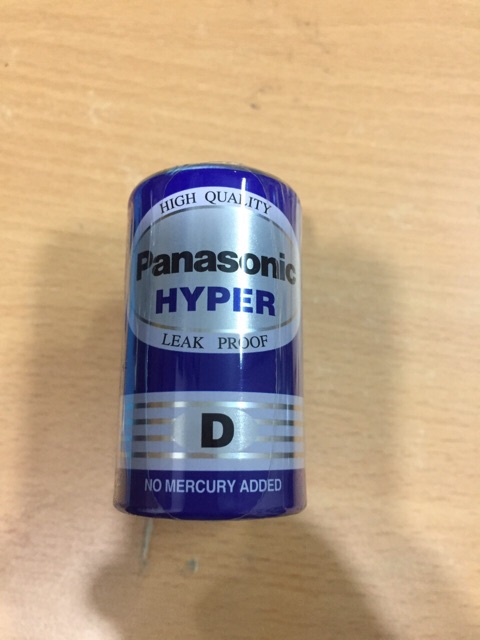 HIGH QUALITY
Panasonic
HYPER
LEAK PROOF
D
NO MERCURY ADDED